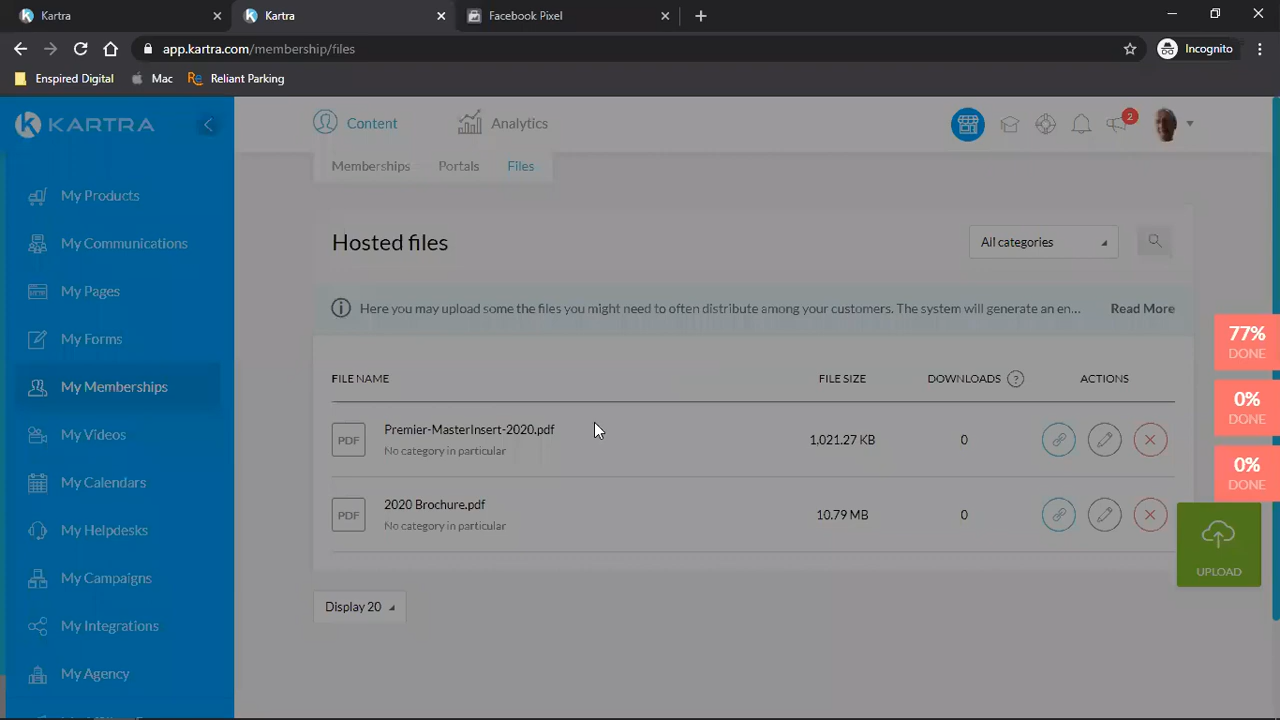 Kartra
Kartra
Facebook Pixel
app.kartra.com/membership/files
Incognito
Enspired Digital
Mac
Reliant Parking
KARTRA
Content
Analytics
2
Memberships
Portals
Files
My Products
My Communications
My Pages
My Forms
My Memberships
My Videos
My Calendars
My Helpdesks
My Campaigns
My Integrations
My Agency
Hosted files
All categories
Here you may upload some the files you might need to often distribute among your customers. The system will generate an en...
Read More
FILE NAME
FILE SIZE
DOWNLOADS ?
ACTIONS
PDF
Premier-MasterInsert-2020.pdf
No category in particular
1,021.27 KB
0
PDF
2020 Brochure.pdf
No category in particular
10.79 MB
0
Display 20
77%
DONE
0%
DONE
0%
DONE
UPLOAD